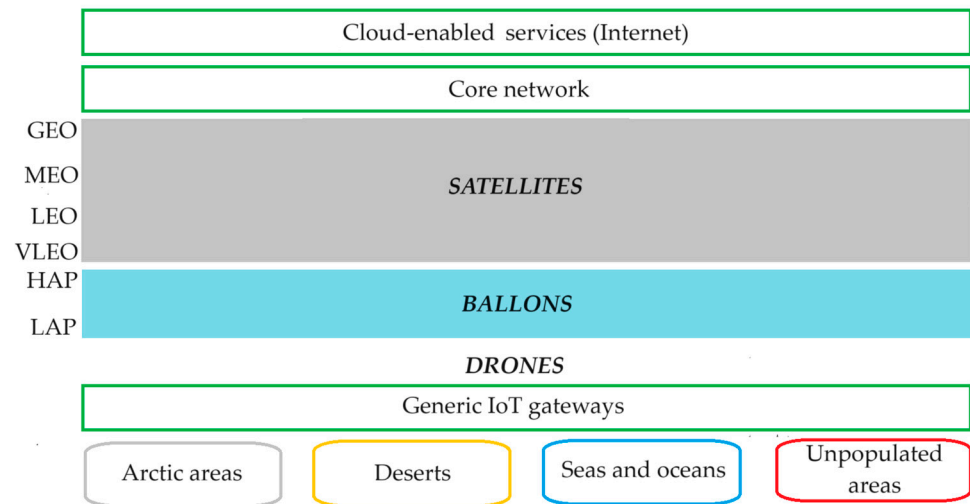 Cloud-enabled services (Internet)
Core network
GEO
MEO
SATELLITES
LEO
VLEO
HAP
BALLONS
LAP
DRONES
Generic IoT gateways
Arctic areas
Deserts
Seas and oceans
Unpopulated
areas